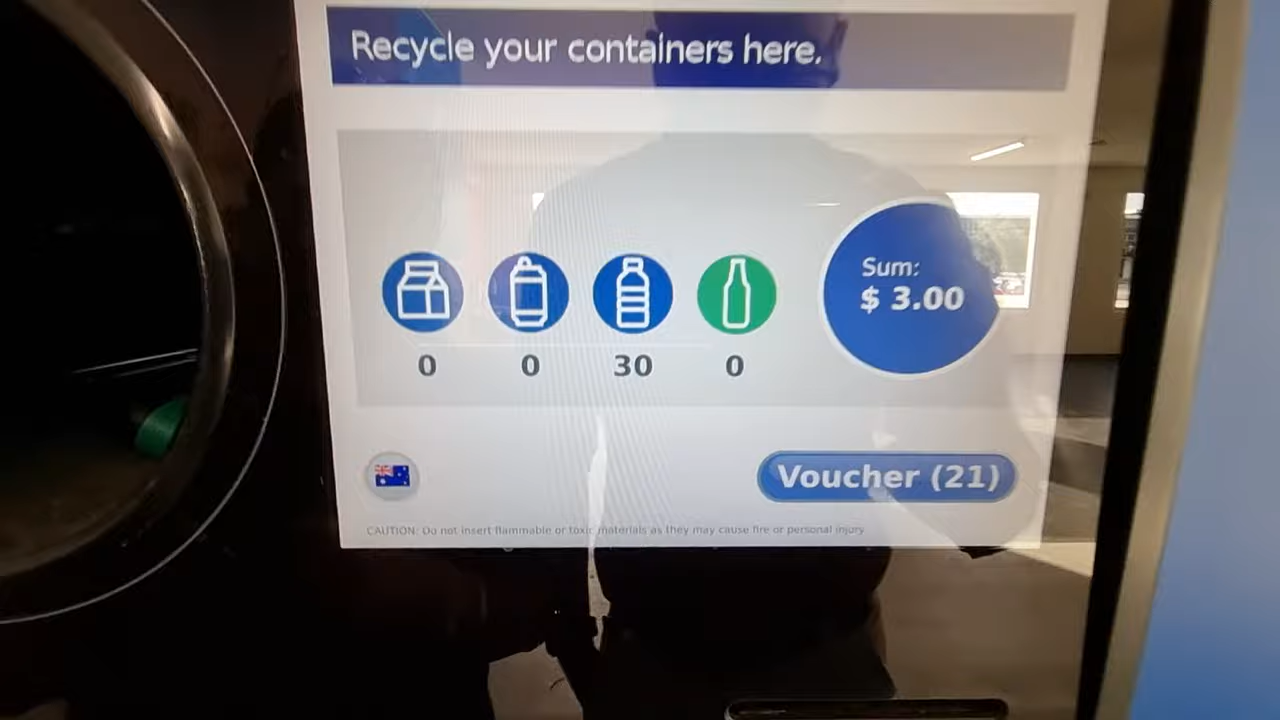 Recycle your containers here.
Sum:
$ 3.00
0 0 30 0
Voucher (21)
CAUTION: Do not insert flammable or toxic materials as they may cause fire or personal injury